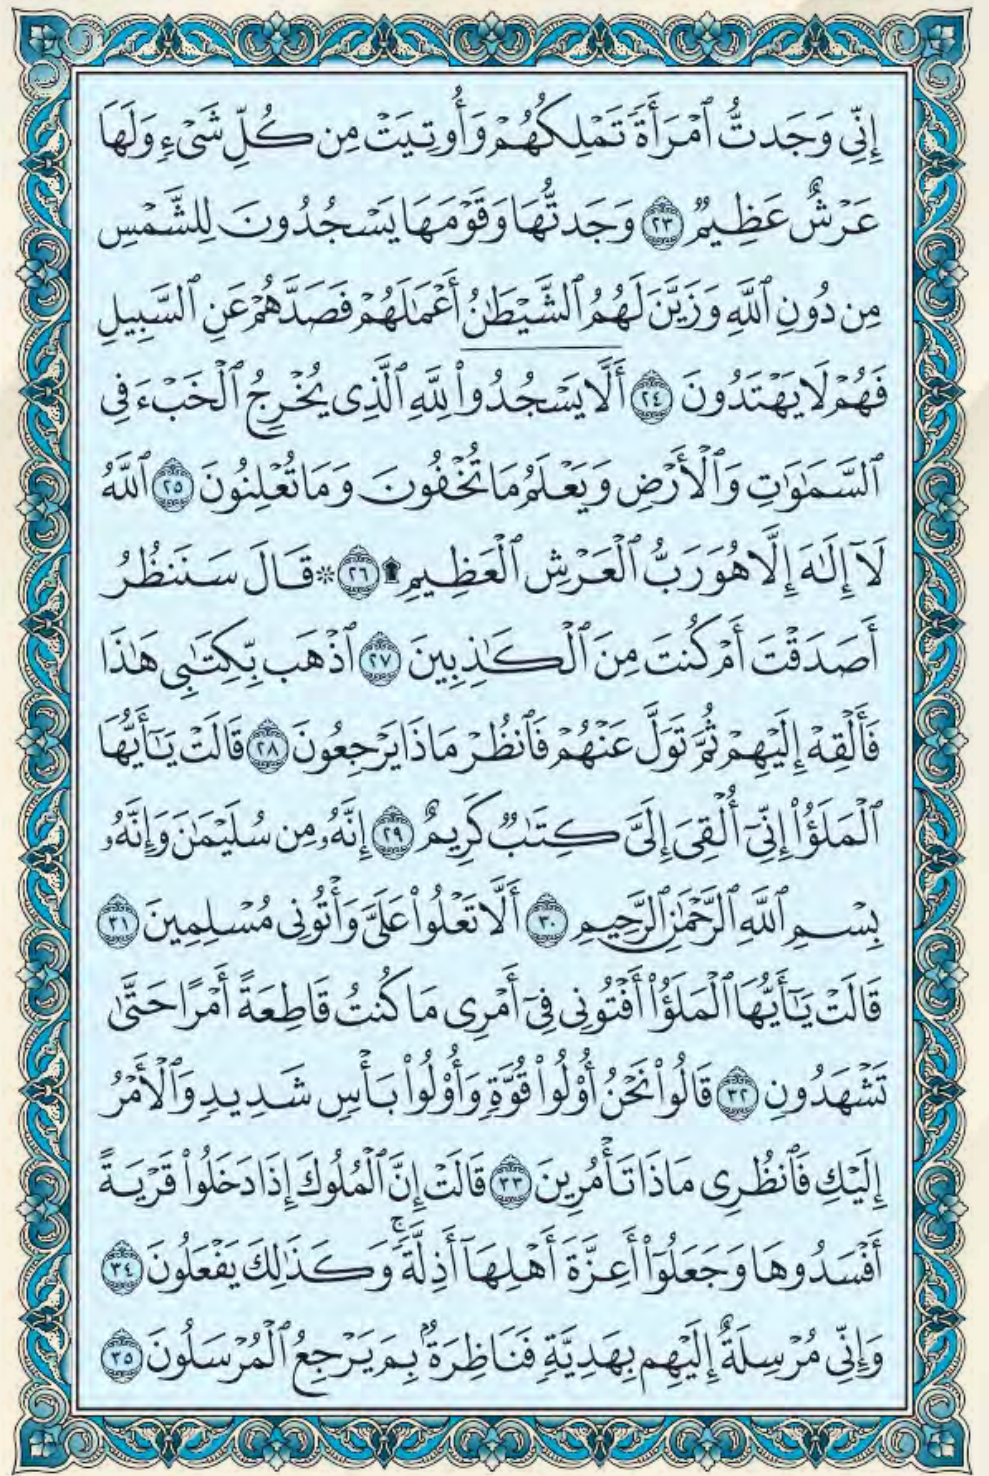 إِنِّي وَجَدتُّ ٱمۡرَأَةٗ تَمۡلِكُهُمۡ وَأُوتِيَتۡ مِن كُلِّ شَيۡءٖ وَلَهَا
عَرۡشٌ عَظِيمٞ ٢٣ وَجَدتُّهَا وَقَوۡمَهَا يَسۡجُدُونَ لِلشَّمۡسِ
مِن دُونِ ٱللَّهِ وَزَيَّنَ لَهُمُ ٱلشَّيۡطَٰنُ أَعۡمَٰلَهُمۡ فَصَدَّهُمۡ عَنِ ٱلسَّبِيلِ
فَهُمۡ لَا يَهۡتَدُونَ ٢٤ أَلَّا يَسۡجُدُواْ لِلَّهِ ٱلَّذِي يُخۡرِجُ ٱلۡخَبۡءَ فِي
ٱلسَّمَٰوَٰتِ وَٱلۡأَرۡضِ وَيَعۡلَمُ مَا تُخۡفُونَ وَمَا تُعۡلِنُونَ ٢٥ ٱللَّهُ
لَآ إِلَٰهَ إِلَّا هُوَ رَبُّ ٱلۡعَرۡشِ ٱلۡعَظِيمِ۩ ٢٦ ۞قَالَ سَنَنظُرُ
أَصَدَقۡتَ أَمۡ كُنتَ مِنَ ٱلۡكَٰذِبِينَ ٢٧ ٱذۡهَب بِّكِتَٰبِي هَٰذَا
فَأَلۡقِهۡ إِلَيۡهِمۡ ثُمَّ تَوَلَّ عَنۡهُمۡ فَٱنظُرۡ مَاذَا يَرۡجِعُونَ ٢٨ قَالَتۡ يَٰٓأَيُّهَا
ٱلۡمَلَؤُاْ إِنِّيٓ أُلۡقِيَ إِلَيَّ كِتَٰبٞ كَرِيمٌ ٢٩ إِنَّهُۥ مِن سُلَيۡمَٰنَ وَإِنَّهُۥ
بِسۡمِ ٱللَّهِ ٱلرَّحۡمَٰنِ ٱلرَّحِيمِ ٣٠ أَلَّا تَعۡلُواْ عَلَيَّ وَأۡتُونِي مُسۡلِمِينَ ٣١
قَالَتۡ يَٰٓأَيُّهَا ٱلۡمَلَؤُاْ أَفۡتُونِي فِيٓ أَمۡرِي مَا كُنتُ قَاطِعَةً أَمۡرًا حَتَّىٰ
تَشۡهَدُونِ ٣٢ قَالُواْ نَحۡنُ أُوْلُواْ قُوَّةٖ وَأُوْلُواْ بَأۡسٖ شَدِيدٖ وَٱلۡأَمۡرُ
إِلَيۡكِ فَٱنظُرِي مَاذَا تَأۡمُرِينَ ٣٣ قَالَتۡ إِنَّ ٱلۡمُلُوكَ إِذَا دَخَلُواْ قَرۡيَةً
أَفۡسَدُوهَا وَجَعَلُوٓاْ أَعِزَّةَ أَهۡلِهَآ أَذِلَّةٗۚ وَكَذَٰلِكَ يَفۡعَلُونَ ٣٤
وَإِنِّي مُرۡسِلَةٌ إِلَيۡهِم بِهَدِيَّةٖ فَنَاظِرَةُۢ بِمَ يَرۡجِعُ ٱلۡمُرۡسَلُونَ ٣٥